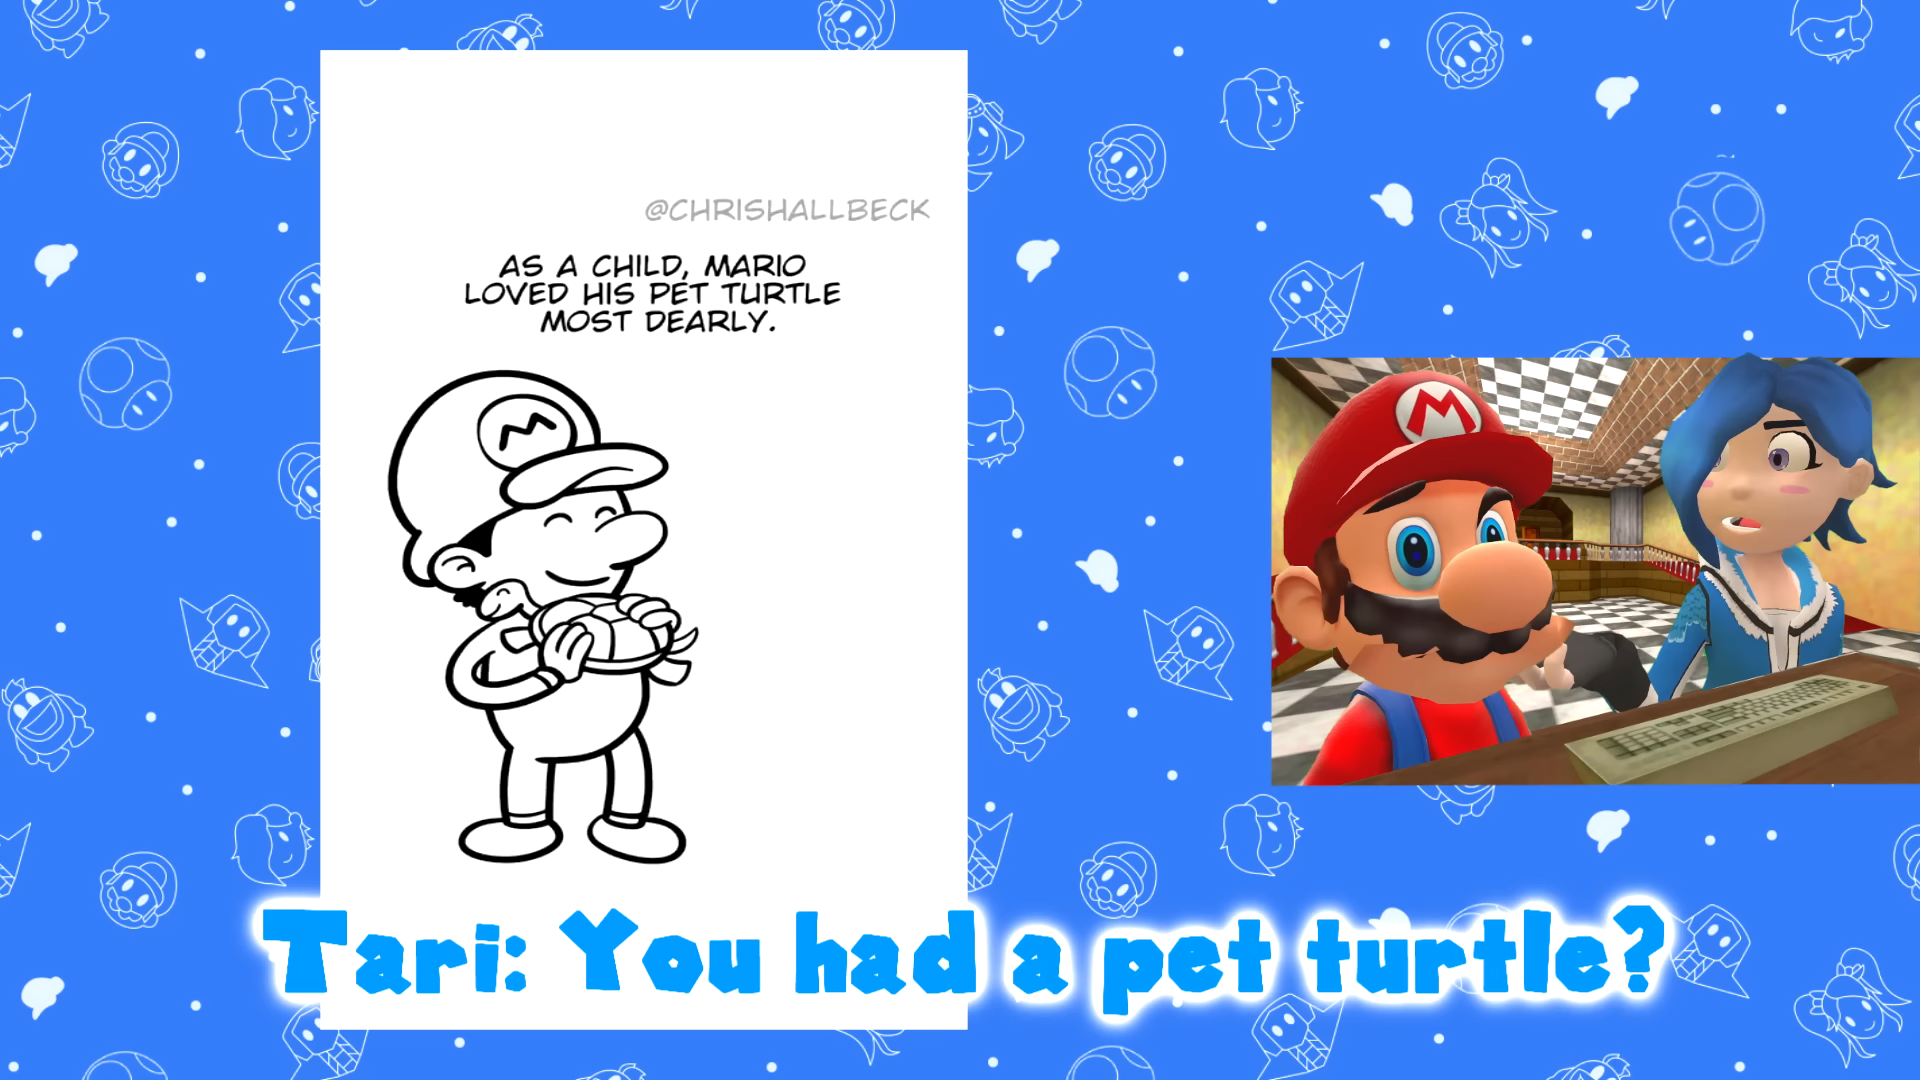 @CHRISHALLBECK
AS A CHILD, MARIO
LOVED HIS PET TURTLE
MOST DEARLY.
M
M
Tari: You had a pet turtle?